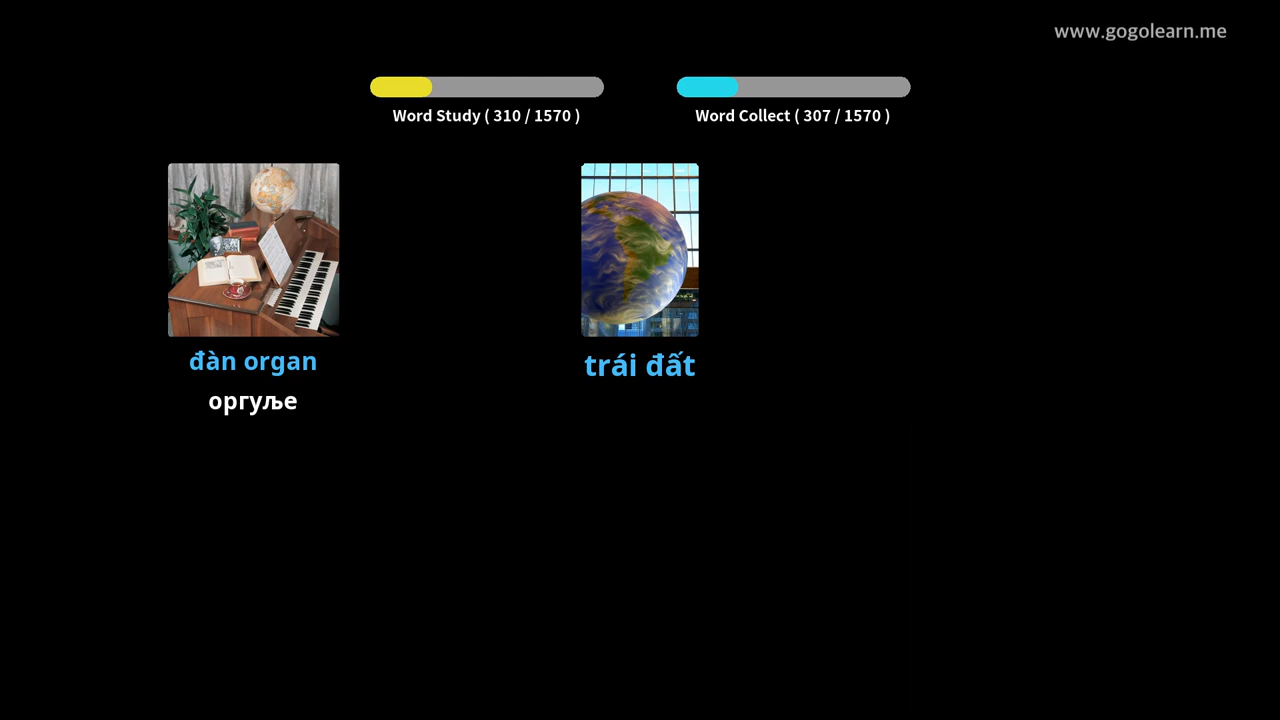 www.gogolearn.me
Word Study ( 310 / 1570 )
Word Collect ( 307 / 1570 )
đàn organ
оргуље
trái đất